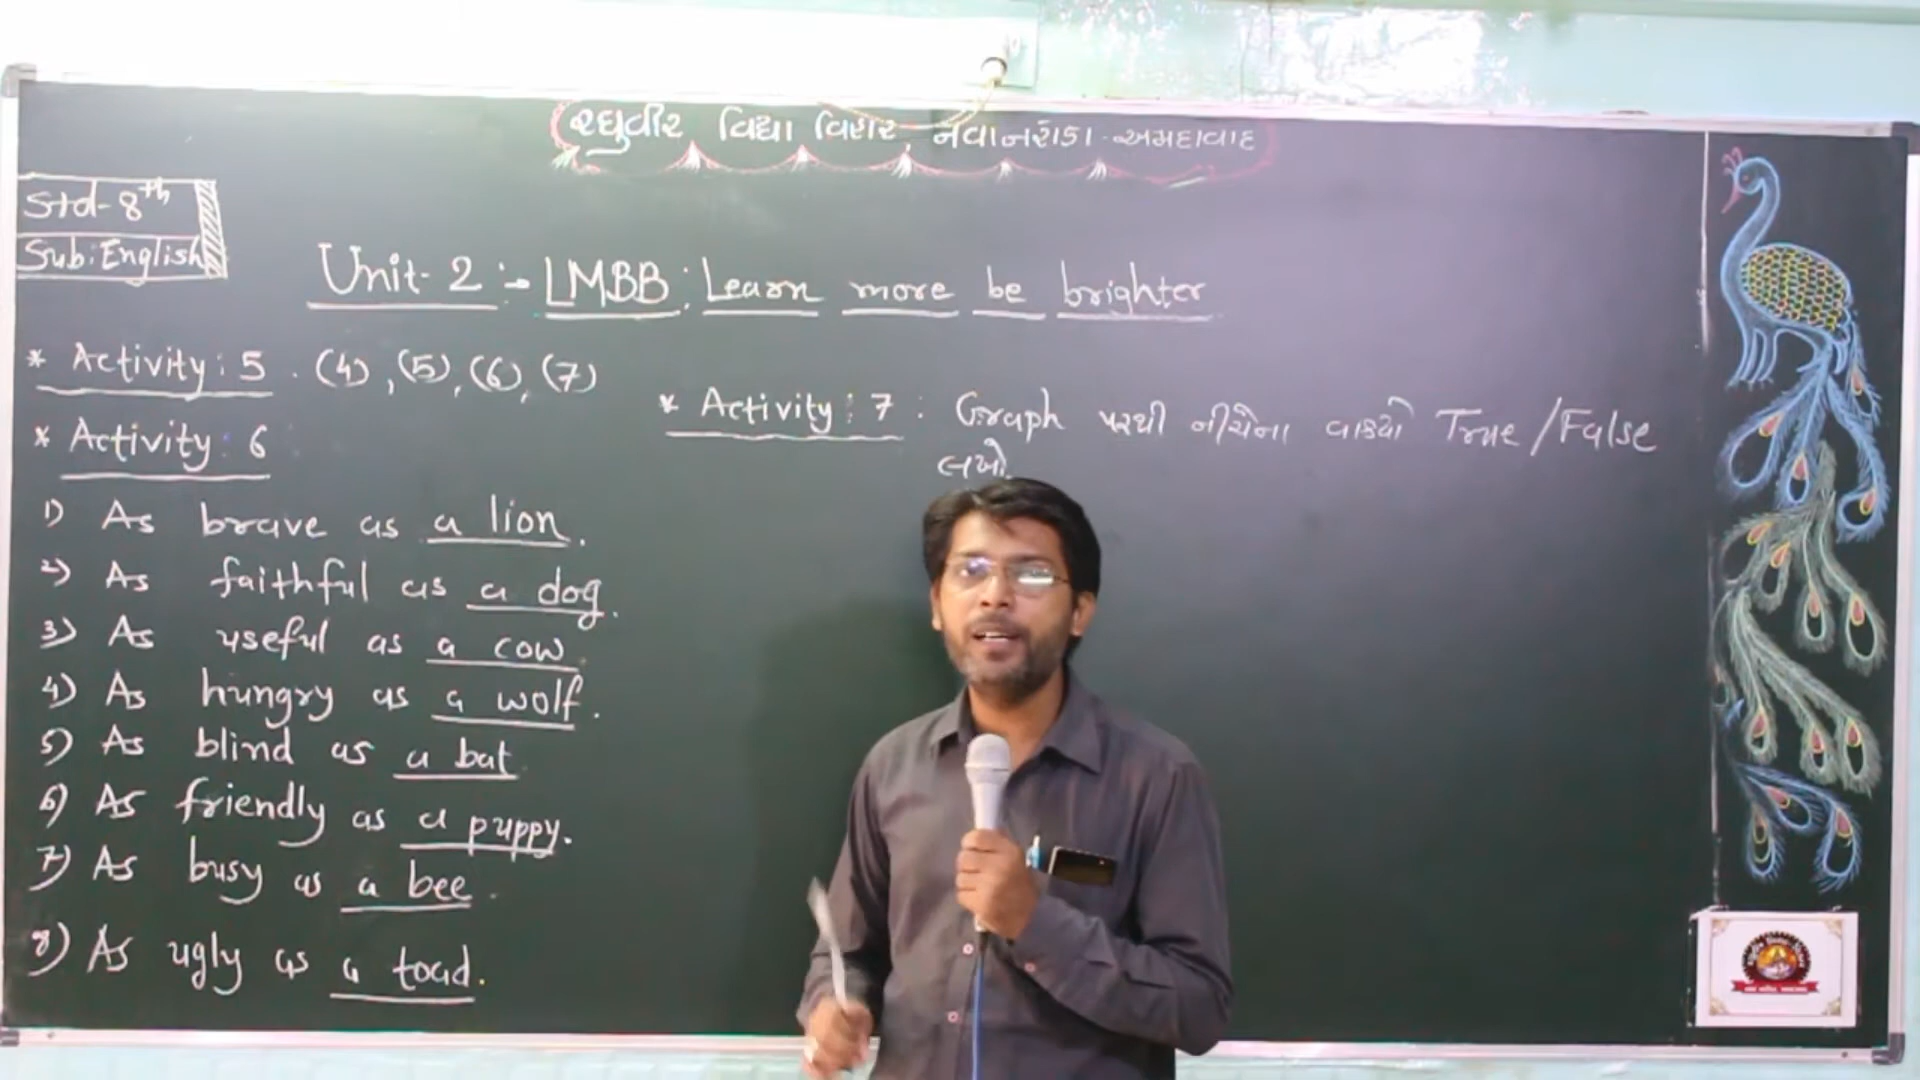 રઘુવીર વિદ્યા વિહાર, નવાનરોડા-અમદાવાદ
Std-8th
Sub: English
Unit-2 :- LMBB: Learn more be brighter
* Activity: 5 . (4), (5), (6), (7)
* Activity: 6
1) As brave as a lion.
2) As faithful as a dog.
3) As useful as a cow.
4) As hungry as a wolf.
5) As blind as a bat
6) As friendly as a puppy.
7) As busy as a bee.
8) As ugly as a toad.
* Activity: 7 : Graph પરથી નીચેના વાક્યો True/False
લખો.